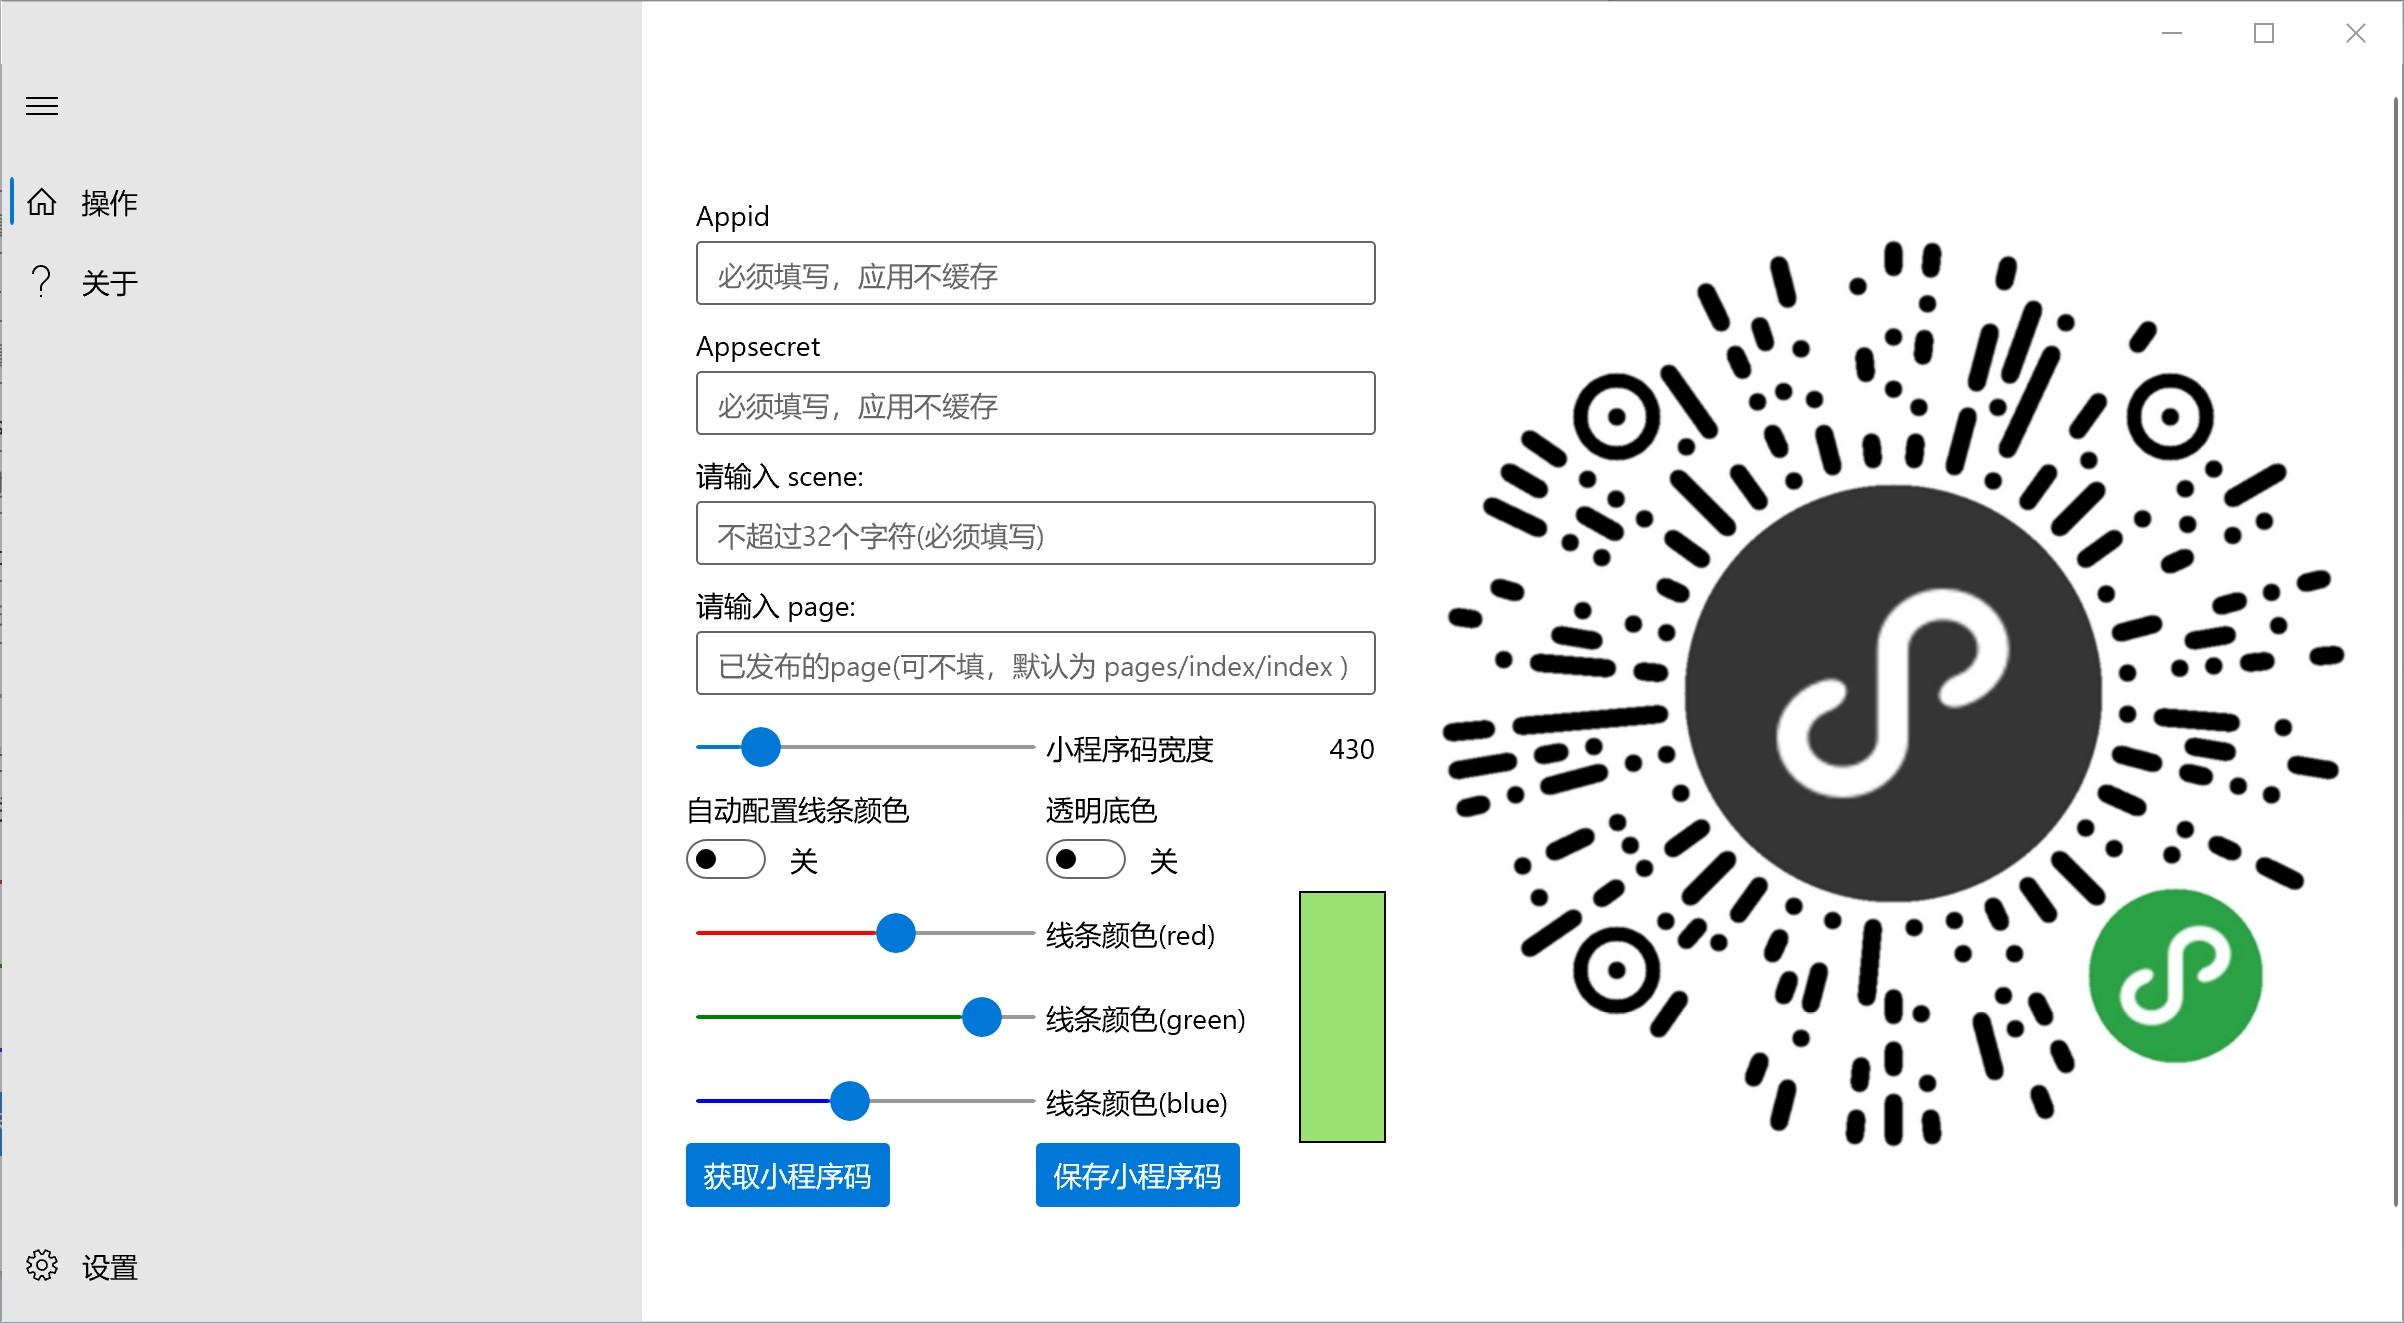 操作
关于
设置
Appid
必须填写，应用不缓存
Appsecret
必须填写，应用不缓存
请输入 scene:
不超过32个字符(必须填写)
请输入 page:
已发布的page(可不填，默认为 pages/index/index )
小程序码宽度 430
自动配置线条颜色 透明底色
关 关
线条颜色(red)
线条颜色(green)
线条颜色(blue)
获取小程序码 保存小程序码